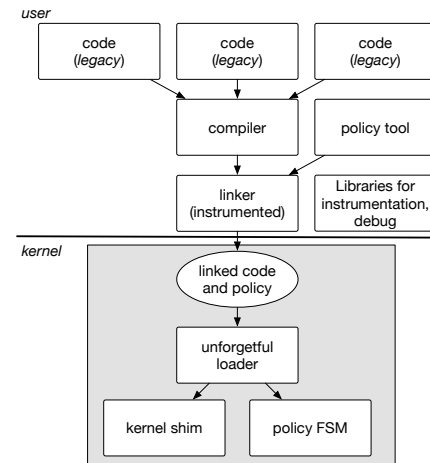 user
code
(legacy)
code
(legacy)
code
(legacy)
compiler
policy tool
linker
(instrumented)
Libraries for
instrumentation,
debug
kernel
linked code
and policy
unforgetful
loader
kernel shim
policy FSM